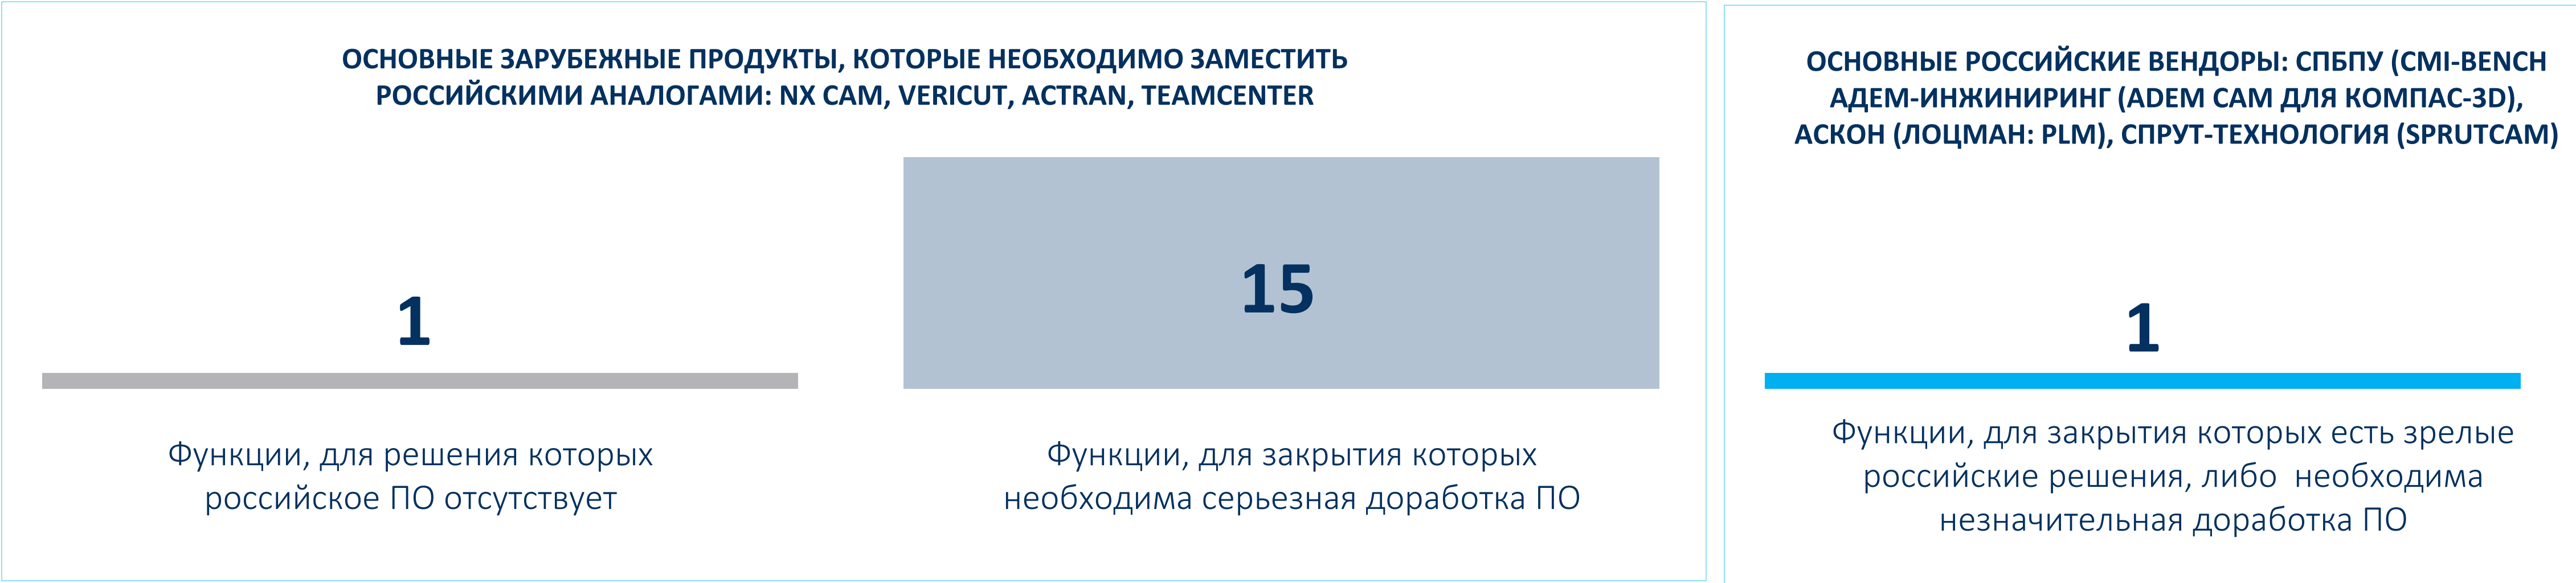 ОСНОВНЫЕ ЗАРУБЕЖНЫЕ ПРОДУКТЫ, КОТОРЫЕ НЕОБХОДИМО ЗАМЕСТИТЬ
РОССИЙСКИМИ АНАЛОГАМИ: NX CAM, VERICUT, ACTRAN, TEAMCENTER
1
Функции, для решения которых
российское ПО отсутствует
15
Функции, для закрытия которых
необходима серьезная доработка ПО
ОСНОВНЫЕ РОССИЙСКИЕ ВЕНДОРЫ: СПБПУ (CMI-BENCH
АДЕМ-ИНЖИНИРИНГ (ADEM CAM ДЛЯ КОМПАС-3D),
АСКОН (ЛОЦМАН: PLM), СПРУТ-ТЕХНОЛОГИЯ (SPRUTCAM)
1
Функции, для закрытия которых есть зрелые
российские решения, либо  необходима
незначительная доработка ПО